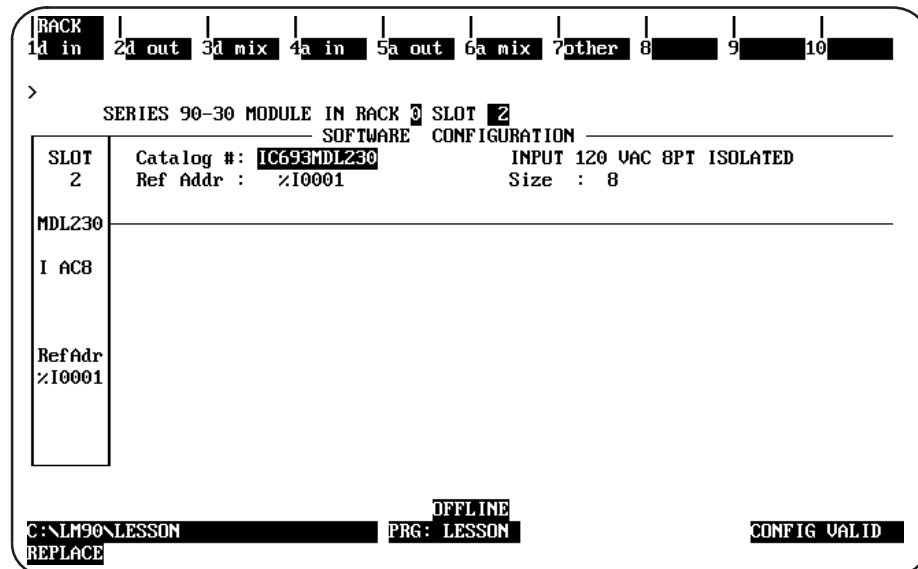 RACK
1d in 2d out 3d mix 4a in 5a out 6a mix 7other 8 9 10
>
SERIES 90-30 MODULE IN RACK 0 SLOT 2
SOFTWARE CONFIGURATION
SLOT Catalog #: IC693MDL230 INPUT 120 VAC 8PT ISOLATED
2 Ref Addr : %I0001 Size : 8
MDL230
I AC8
RefAdr
%I0001
OFFLINE
C:\LM90\LESSON PRG: LESSON CONFIG VALID
REPLACE